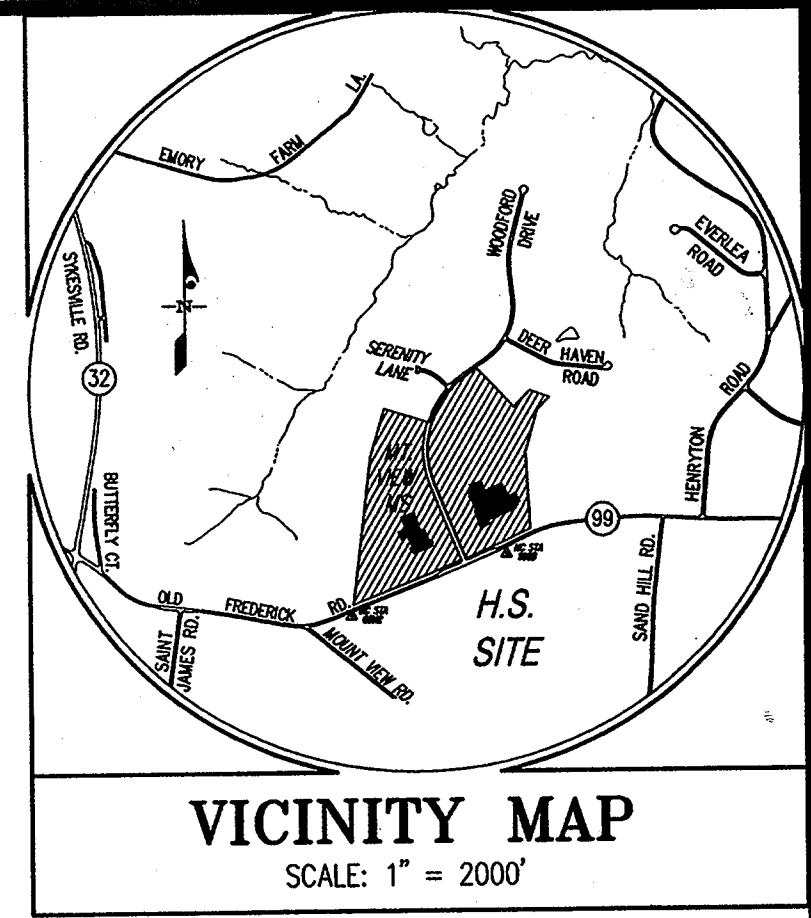 EMORY
FARM
LA.
SYKESVILLE RD.
32
N
WOODFORD
DRIVE
EVERLEA
ROAD
SERENITY
LANE
DEER HAVEN
ROAD
MT.
VIEW
M.S.
HENRYTON
ROAD
99
BUTTERFLY CT.
OLD
FREDERICK
RD.
SAINT
JAMES RD.
MOUNT VIEW RD.
SAND HILL RD.
H.S.
SITE
VICINITY MAP
SCALE: 1" = 2000'